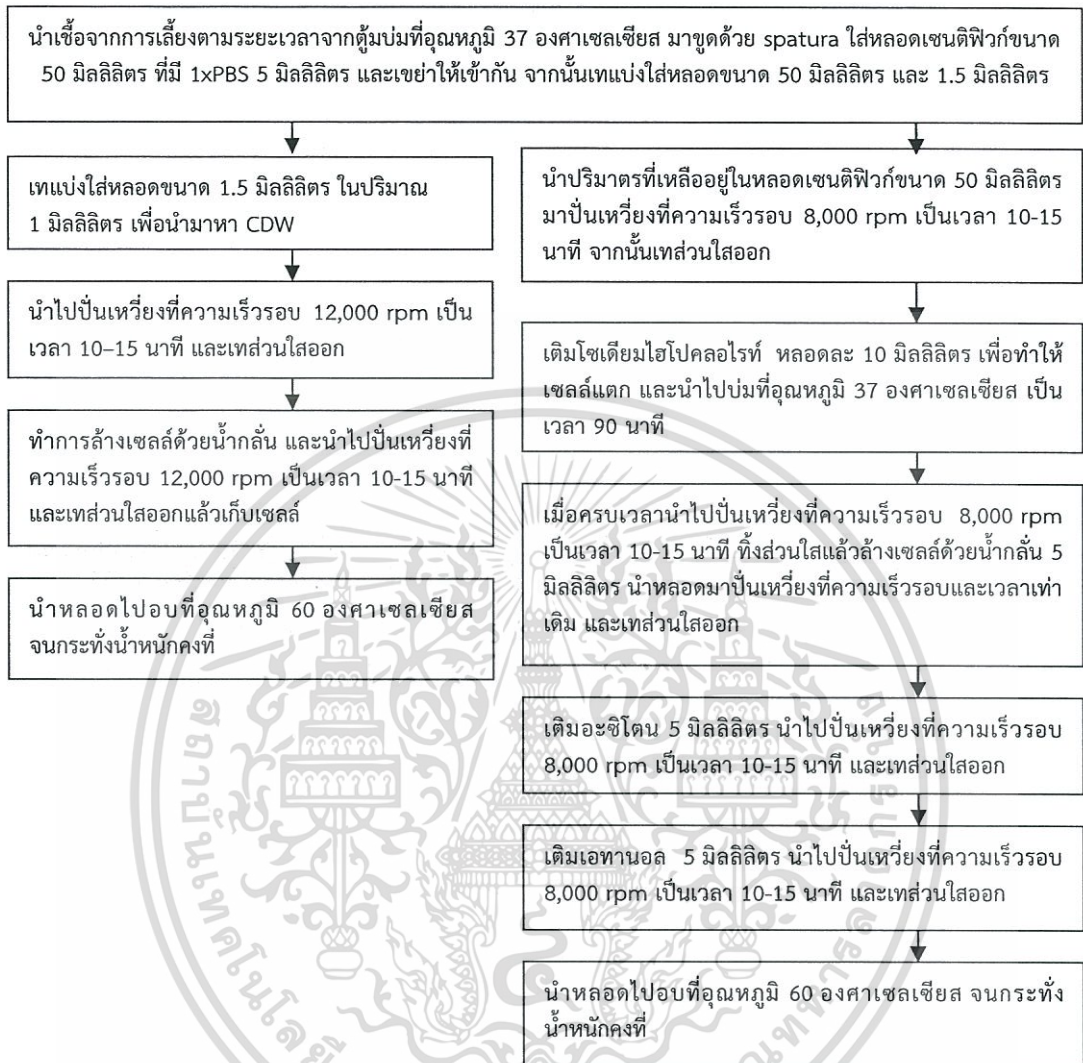 นำเชื้อจากการเลี้ยงตามระยะเวลาจากตู้มบ่มที่อุณหภูมิ 37 องศาเซลเซียส มาขูดด้วย spatura ใส่หลอดเซนติฟิวก์ขนาด
50 มิลลิลิตร ที่มี 1xPBS 5 มิลลิลิตร และเขย่าให้เข้ากัน จากนั้นเทแบ่งใส่หลอดขนาด 50 มิลลิลิตร และ 1.5 มิลลิลิตร
เทแบ่งใส่หลอดขนาด 1.5 มิลลิลิตร ในปริมาณ
1 มิลลิลิตร เพื่อนำมาหา CDW
นำไปปั่นเหวี่ยงที่ความเร็วรอบ 12,000 rpm เป็น
เวลา 10–15 นาที และเทส่วนใสออก
ทำการล้างเซลล์ด้วยน้ำกลั่น และนำไปปั่นเหวี่ยงที่
ความเร็วรอบ 12,000 rpm เป็นเวลา 10-15 นาที
และเทส่วนใสออกแล้วเก็บเซลล์
นำหลอดไปอบที่อุณหภูมิ 60 องศาเซลเซียส
จนกระทั่งน้ำหนักคงที่
นำปริมาตรที่เหลืออยู่ในหลอดเซนติฟิวก์ขนาด 50 มิลลิลิตร
มาปั่นเหวี่ยงที่ความเร็วรอบ 8,000 rpm เป็นเวลา 10-15
นาที จากนั้นเทส่วนใสออก
เติมโซเดียมไฮโปคลอไรท์ หลอดละ 10 มิลลิลิตร เพื่อทำให้
เซลล์แตก และนำไปบ่มที่อุณหภูมิ 37 องศาเซลเซียส เป็น
เวลา 90 นาที
เมื่อครบเวลานำไปปั่นเหวี่ยงที่ความเร็วรอบ 8,000 rpm
เป็นเวลา 10-15 นาที ทิ้งส่วนใสแล้วล้างเซลล์ด้วยน้ำกลั่น 5
มิลลิลิตร นำหลอดมาปั่นเหวี่ยงที่ความเร็วรอบและเวลาเท่า
เดิม และเทส่วนใสออก
เติมอะซิโตน 5 มิลลิลิตร นำไปปั่นเหวี่ยงที่ความเร็วรอบ
8,000 rpm เป็นเวลา 10-15 นาที และเทส่วนใสออก
เติมเอทานอล 5 มิลลิลิตร นำไปปั่นเหวี่ยงที่ความเร็วรอบ
8,000 rpm เป็นเวลา 10-15 นาที และเทส่วนใสออก
นำหลอดไปอบที่อุณหภูมิ 60 องศาเซลเซียส จนกระทั่ง
น้ำหนักคงที่